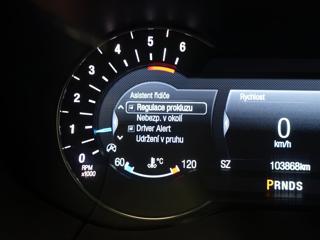 6
5
4
3
2
1
0
RPM
x1000
Asistent řidiče
Regulace prokluzu
Nebezp. v okolí
Driver Alert
Udržení v pruhu
60
°C
120
Rychlost
0
km/h
SZ
103868km
PRNDS